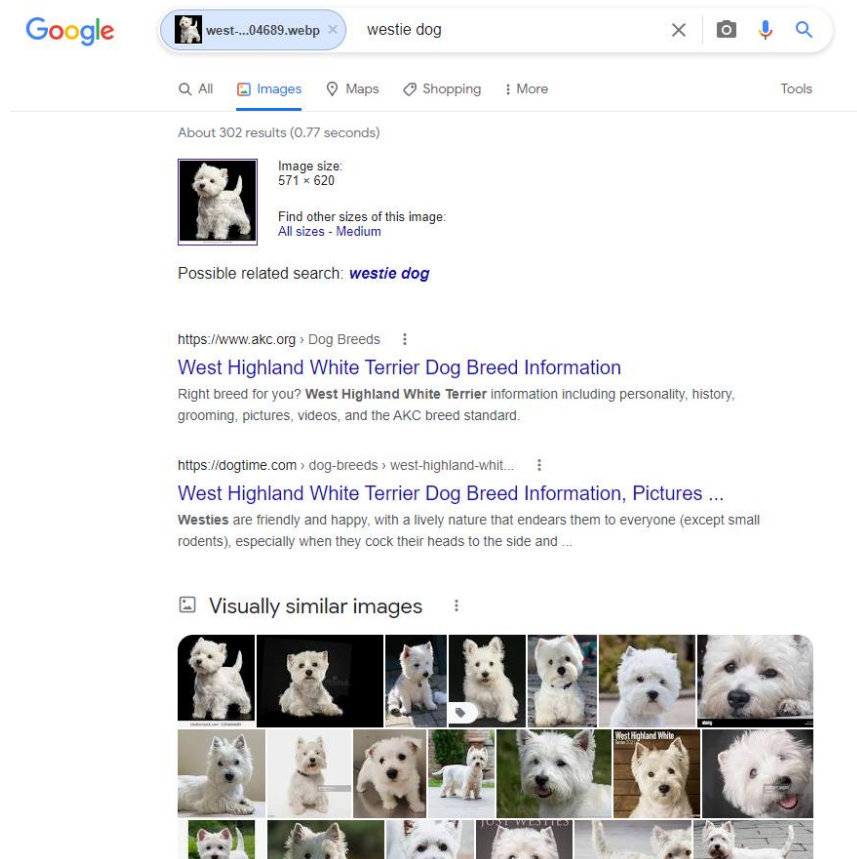 Google
west-...04689.webp × westie dog
All Images Maps Shopping More Tools
About 302 results (0.77 seconds)
Image size:
571 × 620
Find other sizes of this image:
All sizes - Medium
Possible related search: westie dog
https://www.akc.org › Dog Breeds
West Highland White Terrier Dog Breed Information
Right breed for you? West Highland White Terrier information including personality, history,
grooming, pictures, videos, and the AKC breed standard.
https://dogtime.com › dog-breeds › west-highland-whit...
West Highland White Terrier Dog Breed Information, Pictures ...
Westies are friendly and happy, with a lively nature that endears them to everyone (except small
rodents), especially when they cock their heads to the side and ...
Visually similar images
alamy
West Highland White
JUST WESTIES